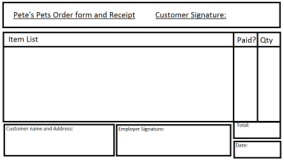 Pete's Pets Order form and Receipt Customer Signature:
Item List Paid? Qty
Total:
Customer name and Address: Employer Signature:
Date: